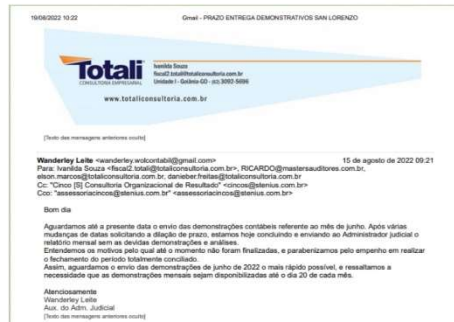 19/08/2022 10:22 Gmail - PRAZO ENTREGA DEMONSTRATIVOS SAN LORENZO
Totali
CONSULTORIA EMPRESARIAL
Ivanilda Souza
fiscal2.totali@totaliconsultoria.com.br
Unidade I - Goiânia-GO - (62) 3092-5696
www.totaliconsultoria.com.br
[Texto das mensagens anteriores oculto]
Wanderley Leite <wanderley.wolcontabil@gmail.com> 15 de agosto de 2022 09:21
Para: Ivanilda Souza <fiscal2.totali@totaliconsultoria.com.br>, RICARDO@mastersauditores.com.br,
elson.marcos@totaliconsultoria.com.br, danieber.freitas@totaliconsultoria.com.br
Cc: "Cinco [S] Consultoria Organizacional de Resultado" <cincos@stenius.com.br>
Cco: "assessoriacincos@stenius.com.br" <assessoriacincos@stenius.com.br>
Bom dia
Aguardamos até a presente data o envio das demonstrações contábeis referente ao mês de junho. Após várias
mudanças de datas solicitando a dilação de prazo, estamos hoje concluindo e enviando ao Administrador judicial o
relatório mensal sem as devidas demonstrações e análises.
Entendemos os motivos pelo qual até o momento não foram finalizadas, e parabenizamos pelo empenho em realizar
o fechamento do período totalmente conciliado.
Assim, aguardamos o envio das demonstrações de junho de 2022 o mais rápido possível, e ressaltamos a
necessidade que as demonstrações mensais sejam disponibilizadas até o dia 20 de cada mês.
Atenciosamente
Wanderley Leite
Aux. do Adm. Judicial
[Texto das mensagens anteriores oculto]